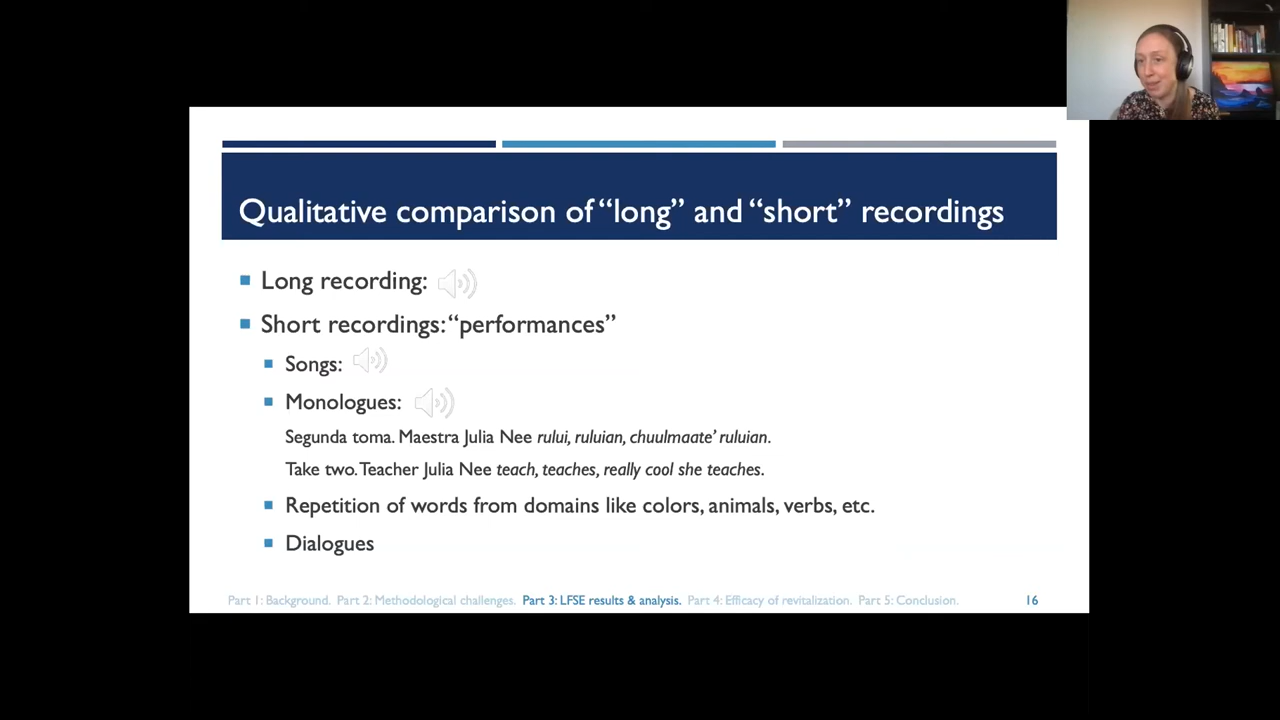 Qualitative comparison of “long” and “short” recordings
Long recording:
Short recordings: “performances”
Songs:
Monologues:
Segunda toma. Maestra Julia Nee rului, ruluian, chuulmaate’ ruluian.
Take two. Teacher Julia Nee teach, teaches, really cool she teaches.
Repetition of words from domains like colors, animals, verbs, etc.
Dialogues
Part 1: Background. Part 2: Methodological challenges. Part 3: LFSE results & analysis. Part 4: Efficacy of revitalization. Part 5: Conclusion. 16